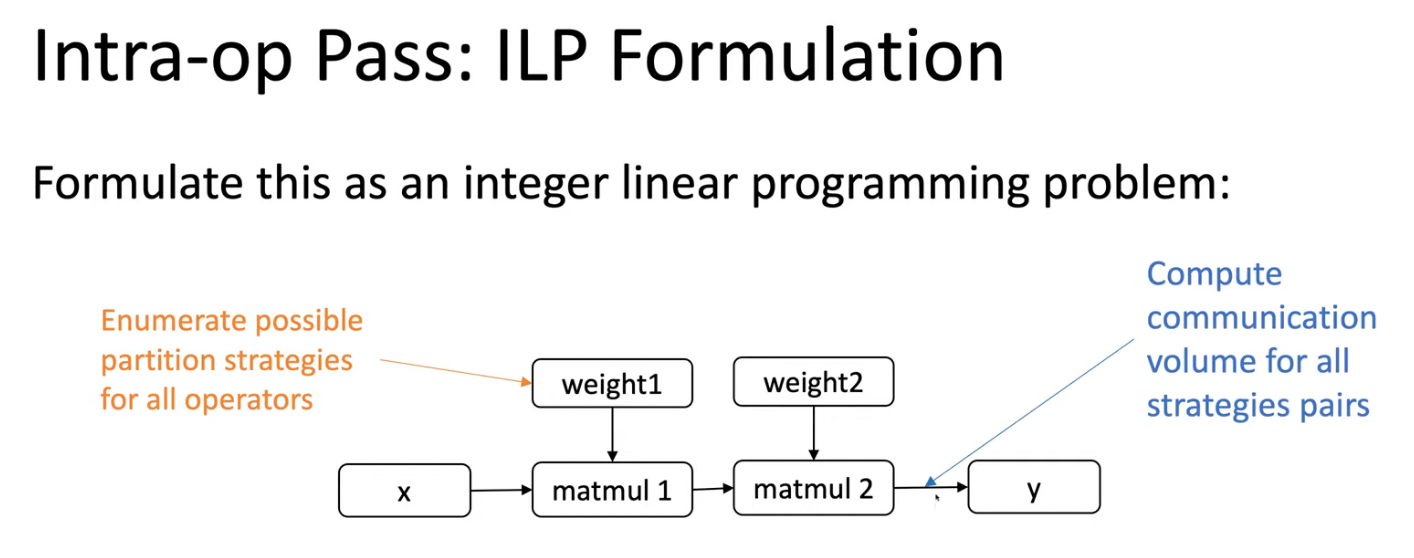 Intra-op Pass: ILP Formulation
Formulate this as an integer linear programming problem:
Enumerate possible
partition strategies
for all operators
Compute
communication
volume for all
strategies pairs
weight1
weight2
x
matmul 1
matmul 2
y